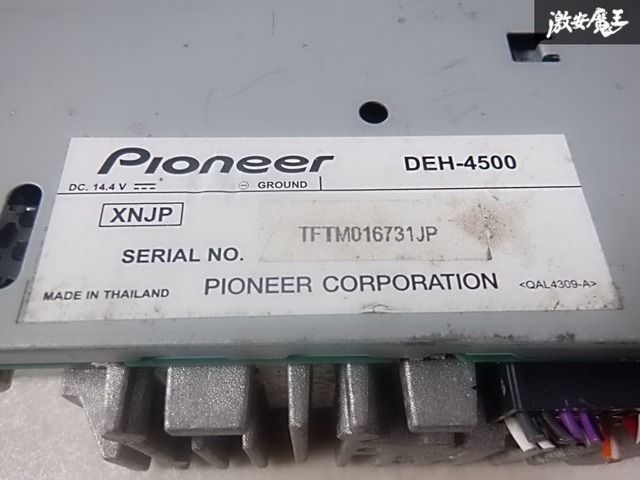 激安魔王
Pioneer DEH-4500
DC. 14.4 V ⎓ ⊖ GROUND
XNJP
SERIAL NO. TFTM016731JP
MADE IN THAILAND PIONEER CORPORATION <QAL4309-A>